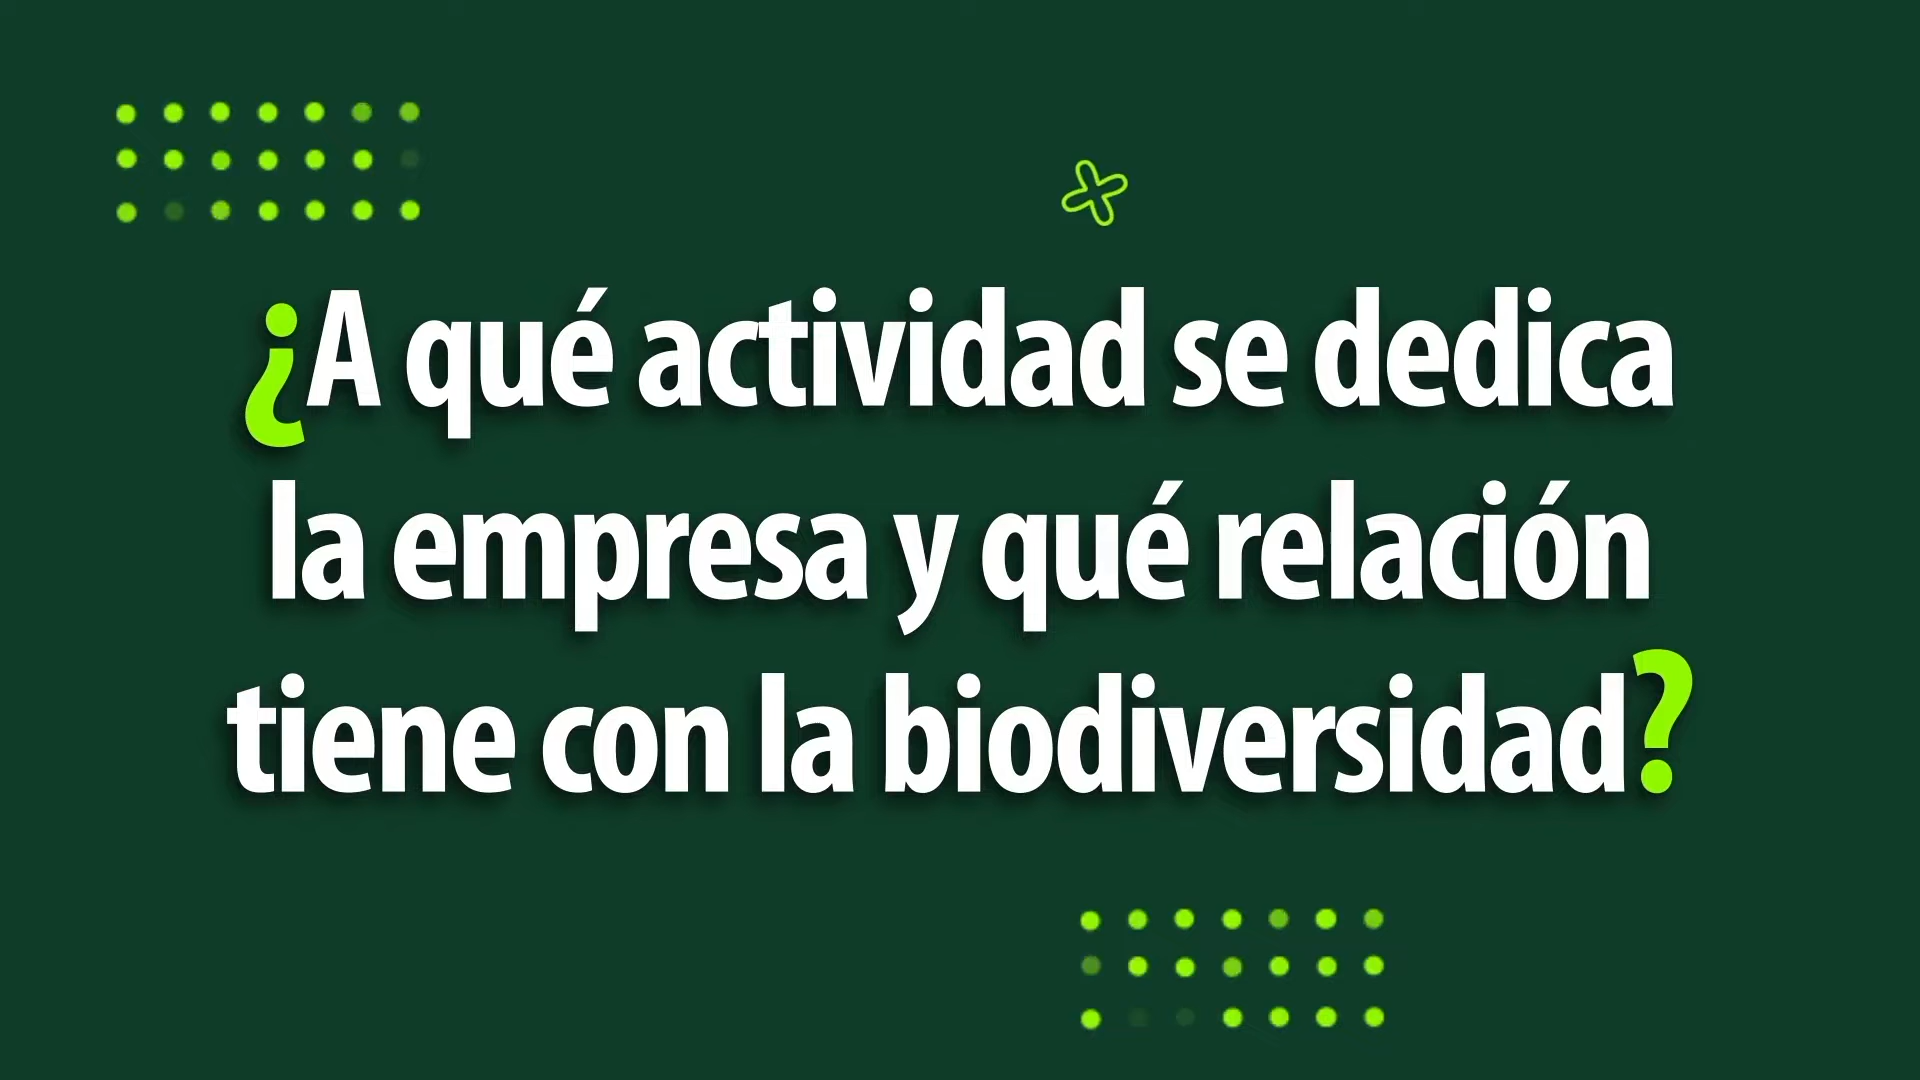 ¿A qué actividad se dedica
la empresa y qué relación
tiene con la biodiversidad?